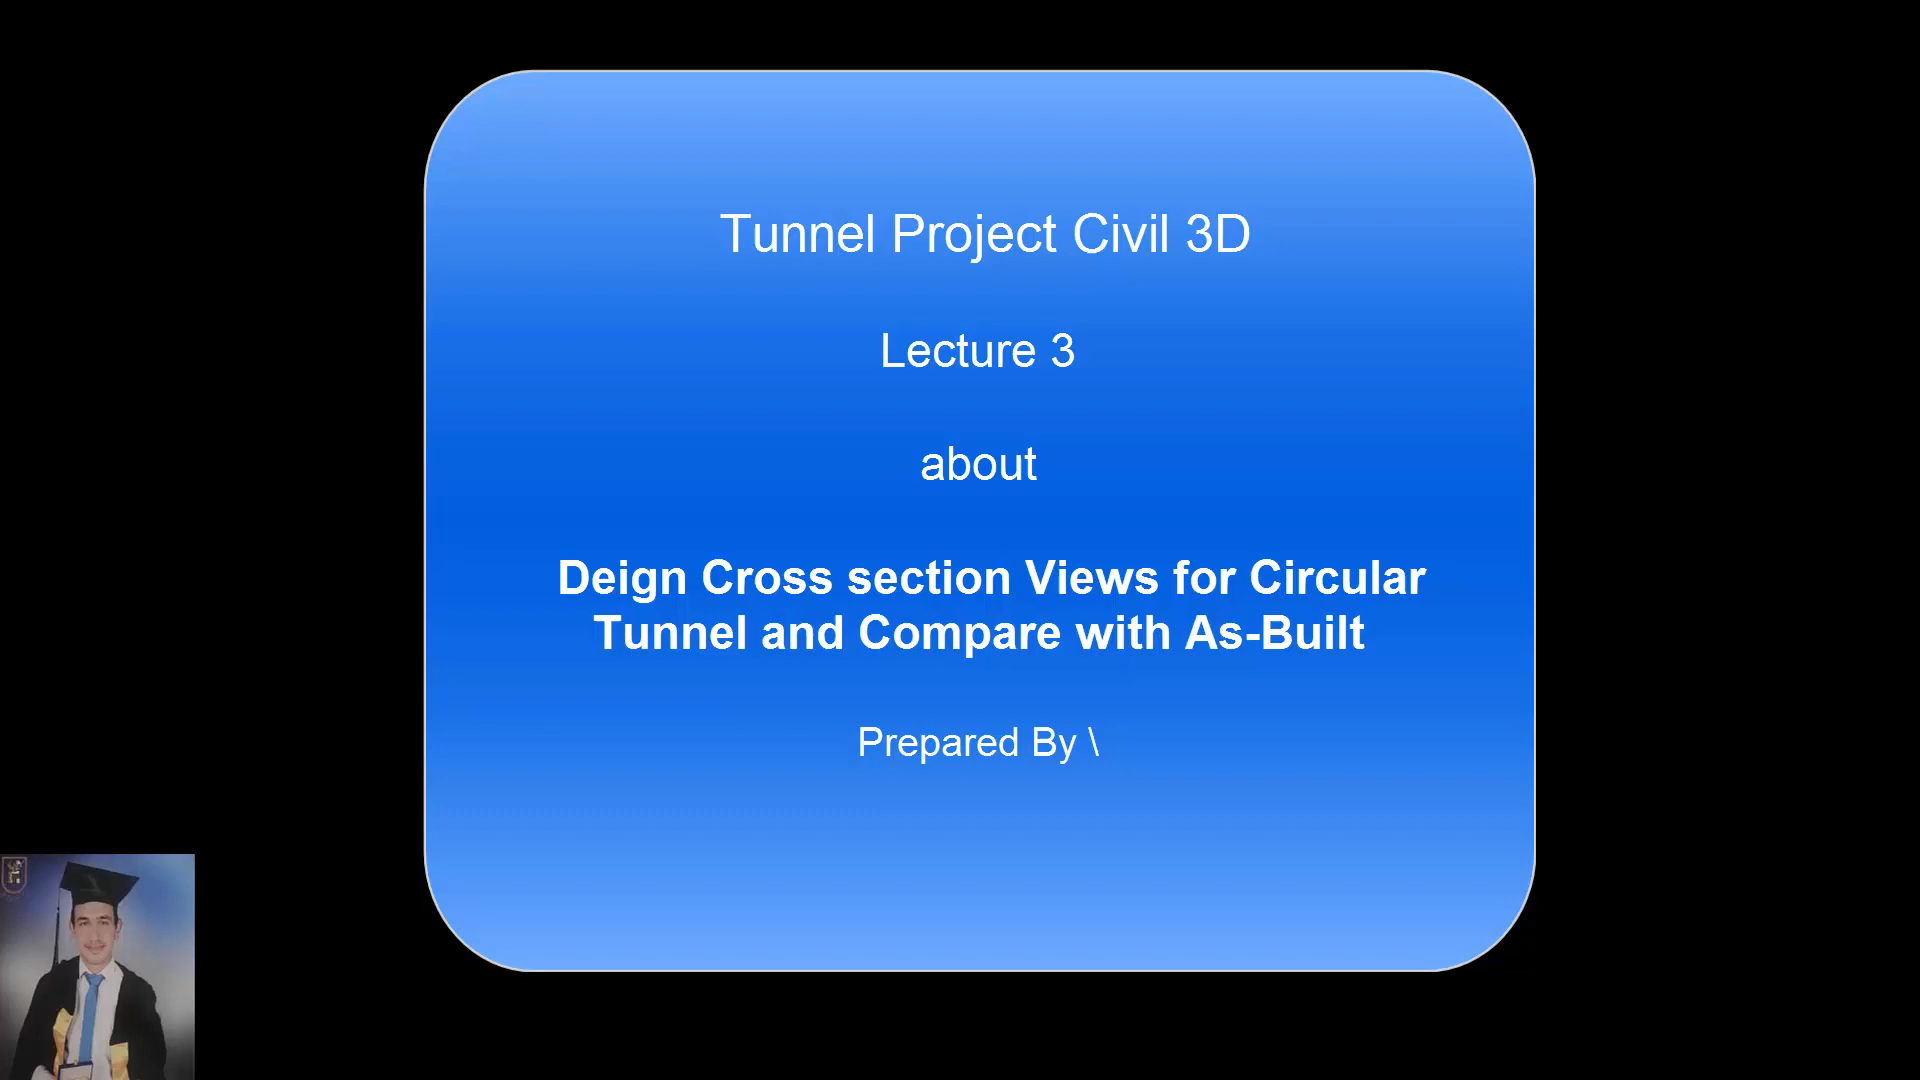 Tunnel Project Civil 3D
Lecture 3
about
Deign Cross section Views for Circular
Tunnel and Compare with As-Built
Prepared By \